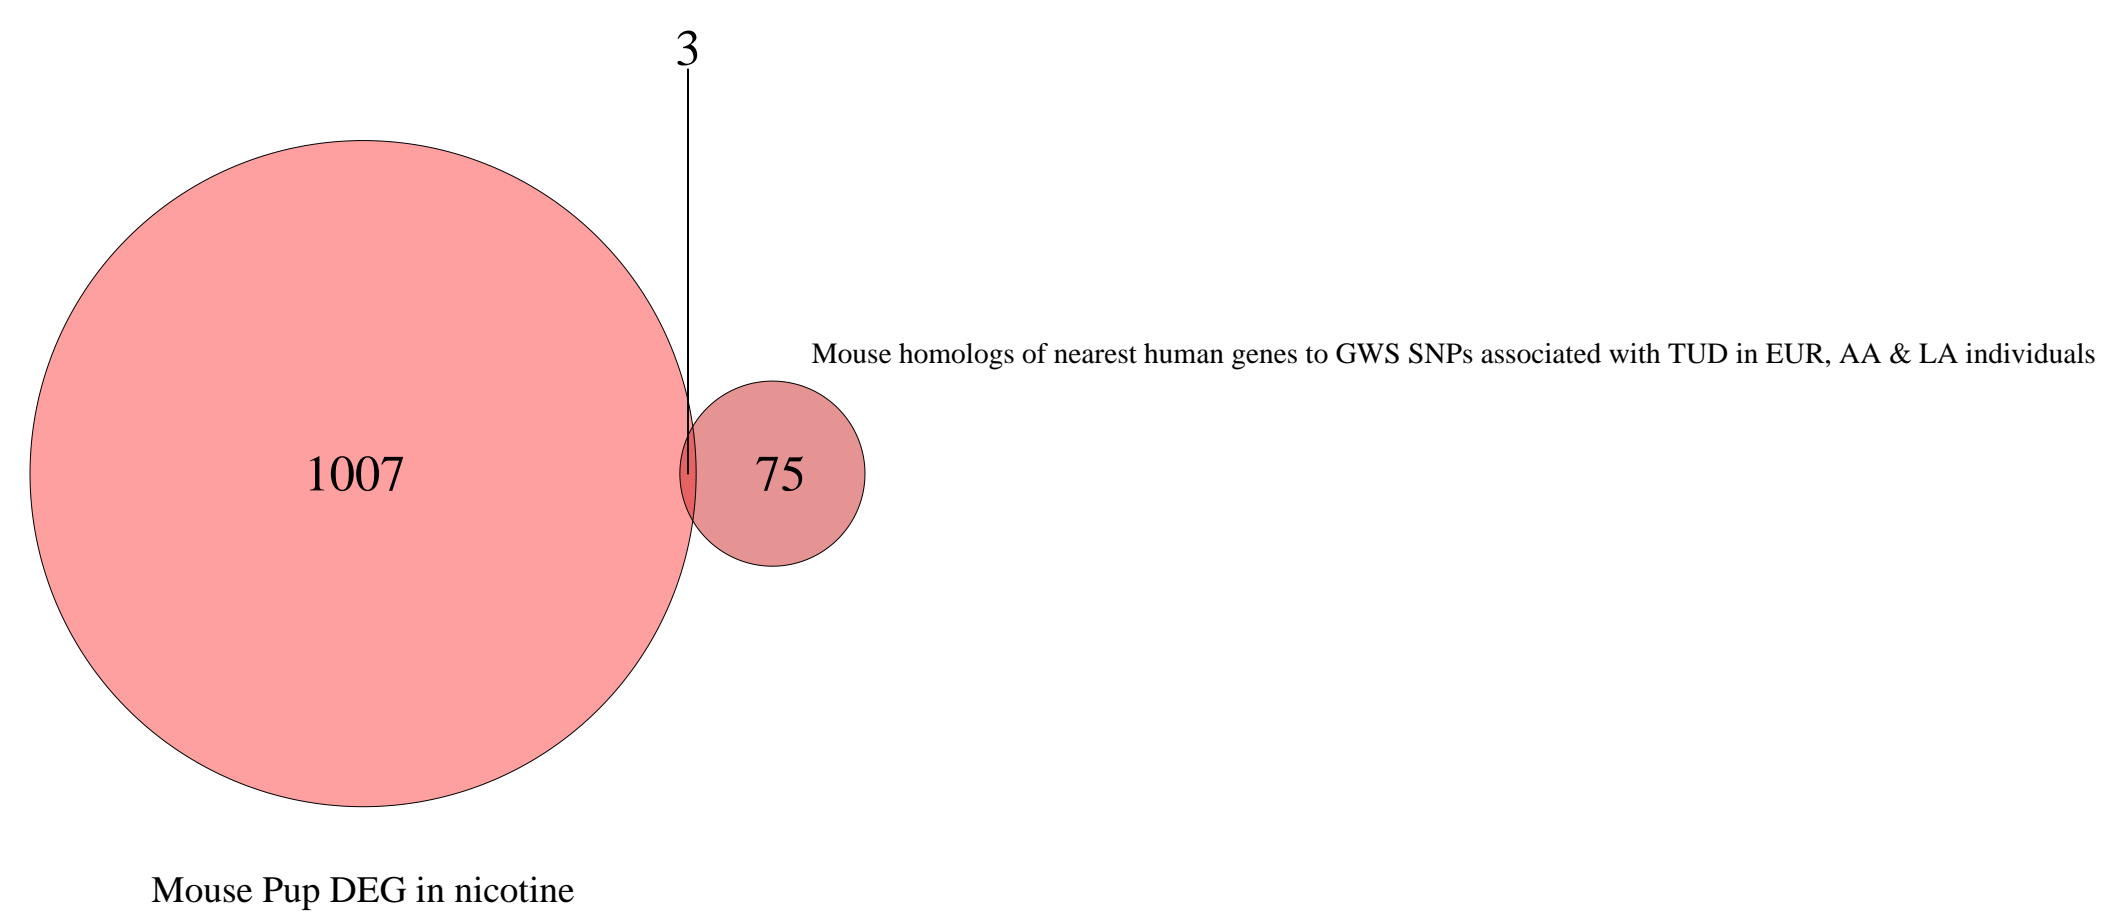 3
Mouse homologs of nearest human genes to GWS SNPs associated with TUD in EUR, AA & LA individuals
1007
75
Mouse Pup DEG in nicotine